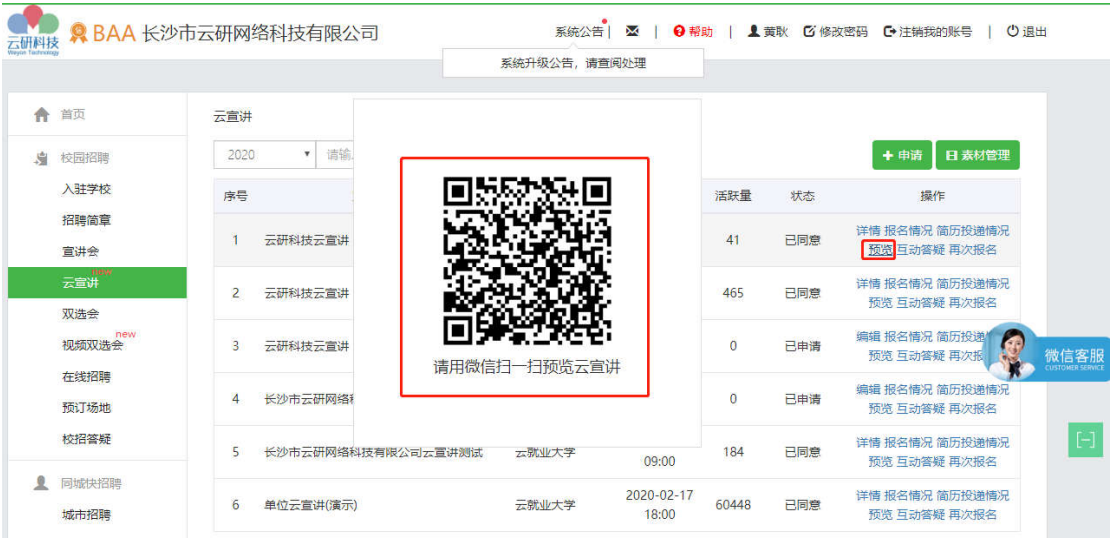 云研科技
Weyon Technology
BAA 长沙市云研网络科技有限公司
系统公告 | | 帮助 | 黄耿 修改密码 注销我的账号 | 退出
系统升级公告，请查阅处理
首页
校园招聘
入驻学校
招聘简章
宣讲会
云宣讲 new
双选会
视频双选会 new
在线招聘
预订场地
校招答疑
同城快招聘
城市招聘
云宣讲
2020 请输
申请 素材管理
序号 活跃量 状态 操作
1 云研科技云宣讲 41 已同意 详情 报名情况 简历投递情况
预览 互动答疑 再次报名
2 云研科技云宣讲 465 已同意 详情 报名情况 简历投递情况
预览 互动答疑 再次报名
3 云研科技云宣讲 0 已申请 编辑 报名情况 简历投递
预览 互动答疑 再次报
4 长沙市云研网络 0 已申请 编辑 报名情况 简历投递情况
预览 互动答疑 再次报名
5 长沙市云研网络科技有限公司云宣讲测试 云就业大学 09:00 184 已同意 详情 报名情况 简历投递情况
预览 互动答疑 再次报名
6 单位云宣讲(演示) 云就业大学 2020-02-17 18:00 60448 已同意 详情 报名情况 简历投递情况
预览 互动答疑 再次报名
请用微信扫一扫预览云宣讲
微信客服
CUSTOMER SERVICE